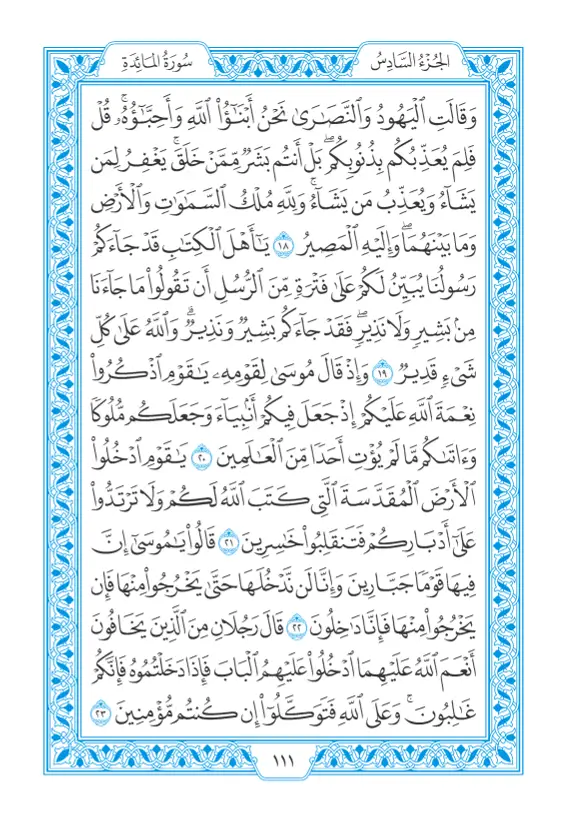 الجُزْءُ السَّادِسُ
سُورَةُ المَائِدَةِ
وَقَالَتِ ٱلْيَهُودُ وَٱلنَّصَٰرَىٰ نَحْنُ أَبْنَٰٓؤُا۟ ٱللَّهِ وَأَحِبَّٰٓؤُهُۥ ۚ قُلْ
فَلِمَ يُعَذِّبُكُم بِذُنُوبِكُم ۖ بَلْ أَنتُم بَشَرٌ مِّمَّنْ خَلَقَ ۚ يَغْفِرُ لِمَن
يَشَآءُ وَيُعَذِّبُ مَن يَشَآءُ ۚ وَلِلَّهِ مُلْكُ ٱلسَّمَٰوَٰتِ وَٱلْأَرْضِ
وَمَا بَيْنَهُمَا ۖ وَإِلَيْهِ ٱلْمَصِيرُ ١٨ يَٰٓأَهْلَ ٱلْكِتَٰبِ قَدْ جَآءَكُمْ
رَسُولُنَا يُبَيِّنُ لَكُمْ عَلَىٰ فَتْرَةٍ مِّنَ ٱلرُّسُلِ أَن تَقُولُوا۟ مَا جَآءَنَا
مِنۢ بَشِيرٍ وَلَا نَذِيرٍ ۖ فَقَدْ جَآءَكُم بَشِيرٌ وَنَذِيرٌ ۗ وَٱللَّهُ عَلَىٰ كُلِّ
شَىْءٍ قَدِيرٌ ١٩ وَإِذْ قَالَ مُوسَىٰ لِقَوْمِهِۦ يَٰقَوْمِ ٱذْكُرُوا۟
نِعْمَةَ ٱللَّهِ عَلَيْكُمْ إِذْ جَعَلَ فِيكُمْ أَنۢبِيَآءَ وَجَعَلَكُم مُّلُوكًا
وَءَاتَىٰكُم مَّا لَمْ يُؤْتِ أَحَدًا مِّنَ ٱلْعَٰلَمِينَ ٢٠ يَٰقَوْمِ ٱدْخُلُوا۟
ٱلْأَرْضَ ٱلْمُقَدَّسَةَ ٱلَّتِى كَتَبَ ٱللَّهُ لَكُمْ وَلَا تَرْتَدُّوا۟
عَلَىٰٓ أَدْبَارِكُمْ فَتَنقَلِبُوا۟ خَٰسِرِينَ ٢١ قَالُوا۟ يَٰمُوسَىٰٓ إِنَّ
فِيهَا قَوْمًا جَبَّارِينَ وَإِنَّا لَن نَّدْخُلَهَا حَتَّىٰ يَخْرُجُوا۟ مِنْهَا فَإِن
يَخْرُجُوا۟ مِنْهَا فَإِنَّا دَٰخِلُونَ ٢٢ قَالَ رَجُلَانِ مِنَ ٱلَّذِينَ يَخَافُونَ
أَنْعَمَ ٱللَّهُ عَلَيْهِمَا ٱدْخُلُوا۟ عَلَيْهِمُ ٱلْبَابَ فَإِذَا دَخَلْتُمُوهُ فَإِنَّكُمْ
غَٰلِبُونَ ۚ وَعَلَى ٱللَّهِ فَتَوَكَّلُوٓا۟ إِن كُنتُم مُّؤْمِنِينَ ٢٣
١١١